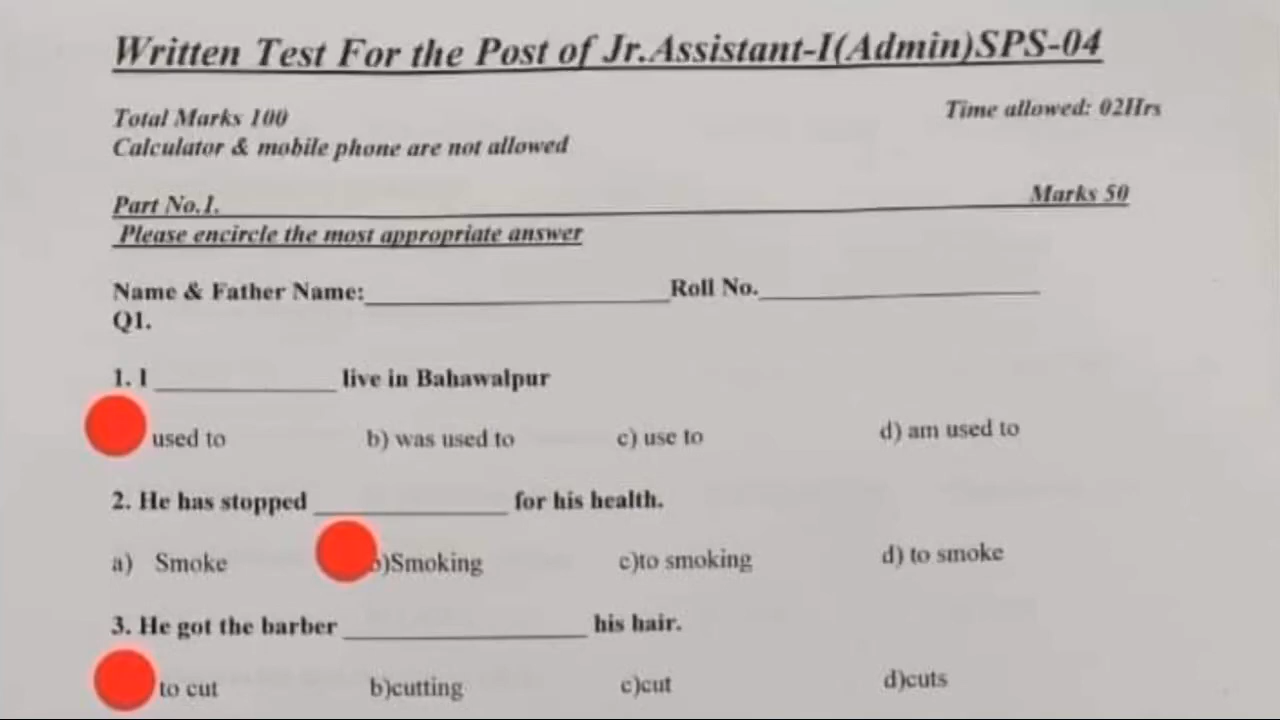 Written Test For the Post of Jr.Assistant-I(Admin)SPS-04
Total Marks 100 Time allowed: 02Hrs
Calculator & mobile phone are not allowed
Part No.I. Marks 50
Please encircle the most appropriate answer
Name & Father Name:____________________Roll No.____________________
Q1.
1. I ____________ live in Bahawalpur
used to b) was used to c) use to d) am used to
2. He has stopped ____________ for his health.
a) Smoke b)Smoking c)to smoking d) to smoke
3. He got the barber ________________ his hair.
to cut b)cutting c)cut d)cuts